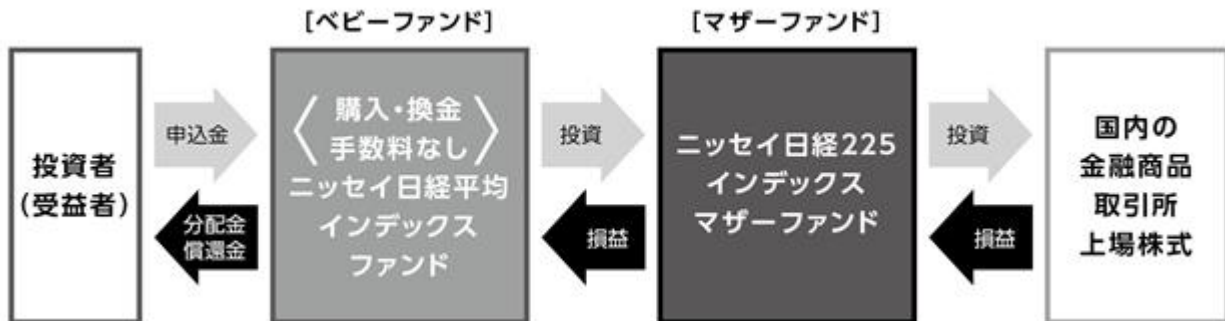 [ベビーファンド]
[マザーファンド]
投資者
(受益者)
申込金
分配金
償還金
〈購入・換金
手数料なし〉
ニッセイ日経平均
インデックス
ファンド
投資
損益
ニッセイ日経225
インデックス
マザーファンド
投資
損益
国内の
金融商品
取引所
上場株式